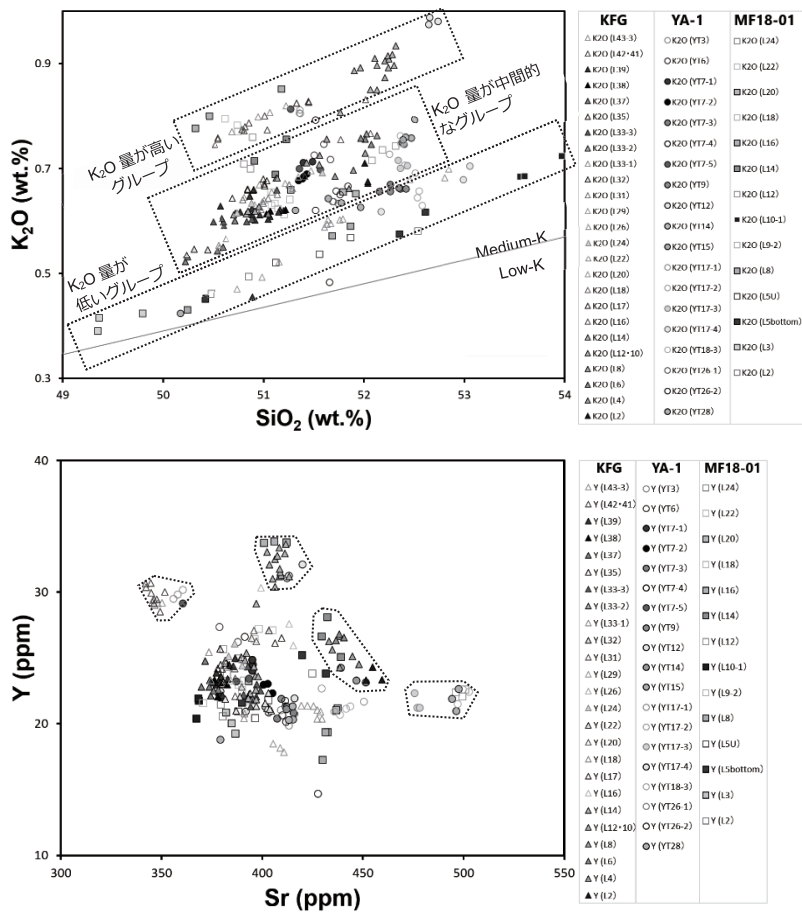 K2O (wt.%)
0.9
0.7
0.5
0.3
K2O 量が高い
グループ
K2O 量が中間的
なグループ
K2O 量が
低いグループ
Medium-K
Low-K
49
50
51
52
53
54
SiO2 (wt.%)
KFG
K2O (L43-3)
K2O (L42・41)
K2O (L39)
K2O (L38)
K2O (L37)
K2O (L35)
K2O (L33-3)
K2O (L33-2)
K2O (L33-1)
K2O (L32)
K2O (L31)
K2O (L29)
K2O (L26)
K2O (L24)
K2O (L22)
K2O (L20)
K2O (L18)
K2O (L17)
K2O (L16)
K2O (L14)
K2O (L12・10)
K2O (L8)
K2O (L6)
K2O (L4)
K2O (L2)
YA-1
K2O (YT3)
K2O (YT6)
K2O (YT7-1)
K2O (YT7-2)
K2O (YT7-3)
K2O (YT7-4)
K2O (YT7-5)
K2O (YT9)
K2O (YT12)
K2O (YT14)
K2O (YT15)
K2O (YT17-1)
K2O (YT17-2)
K2O (YT17-3)
K2O (YT17-4)
K2O (YT18-3)
K2O (YT26-1)
K2O (YT26-2)
K2O (YT28)
MF18-01
K2O (L24)
K2O (L22)
K2O (L20)
K2O (L18)
K2O (L16)
K2O (L14)
K2O (L12)
K2O (L10-1)
K2O (L9-2)
K2O (L8)
K2O (L5U)
K2O (L5bottom)
K2O (L3)
K2O (L2)
Y (ppm)
40
30
20
10
300
350
400
450
500
550
Sr (ppm)
KFG
Y (L43-3)
Y (L42・41)
Y (L39)
Y (L38)
Y (L37)
Y (L35)
Y (L33-3)
Y (L33-2)
Y (L33-1)
Y (L32)
Y (L31)
Y (L29)
Y (L26)
Y (L24)
Y (L22)
Y (L20)
Y (L18)
Y (L17)
Y (L16)
Y (L14)
Y (L12・10)
Y (L8)
Y (L6)
Y (L4)
Y (L2)
YA-1
Y (YT3)
Y (YT6)
Y (YT7-1)
Y (YT7-2)
Y (YT7-3)
Y (YT7-4)
Y (YT7-5)
Y (YT9)
Y (YT12)
Y (YT14)
Y (YT15)
Y (YT17-1)
Y (YT17-2)
Y (YT17-3)
Y (YT17-4)
Y (YT18-3)
Y (YT26-1)
Y (YT26-2)
Y (YT28)
MF18-01
Y (L24)
Y (L22)
Y (L20)
Y (L18)
Y (L16)
Y (L14)
Y (L12)
Y (L10-1)
Y (L9-2)
Y (L8)
Y (L5U)
Y (L5bottom)
Y (L3)
Y (L2)